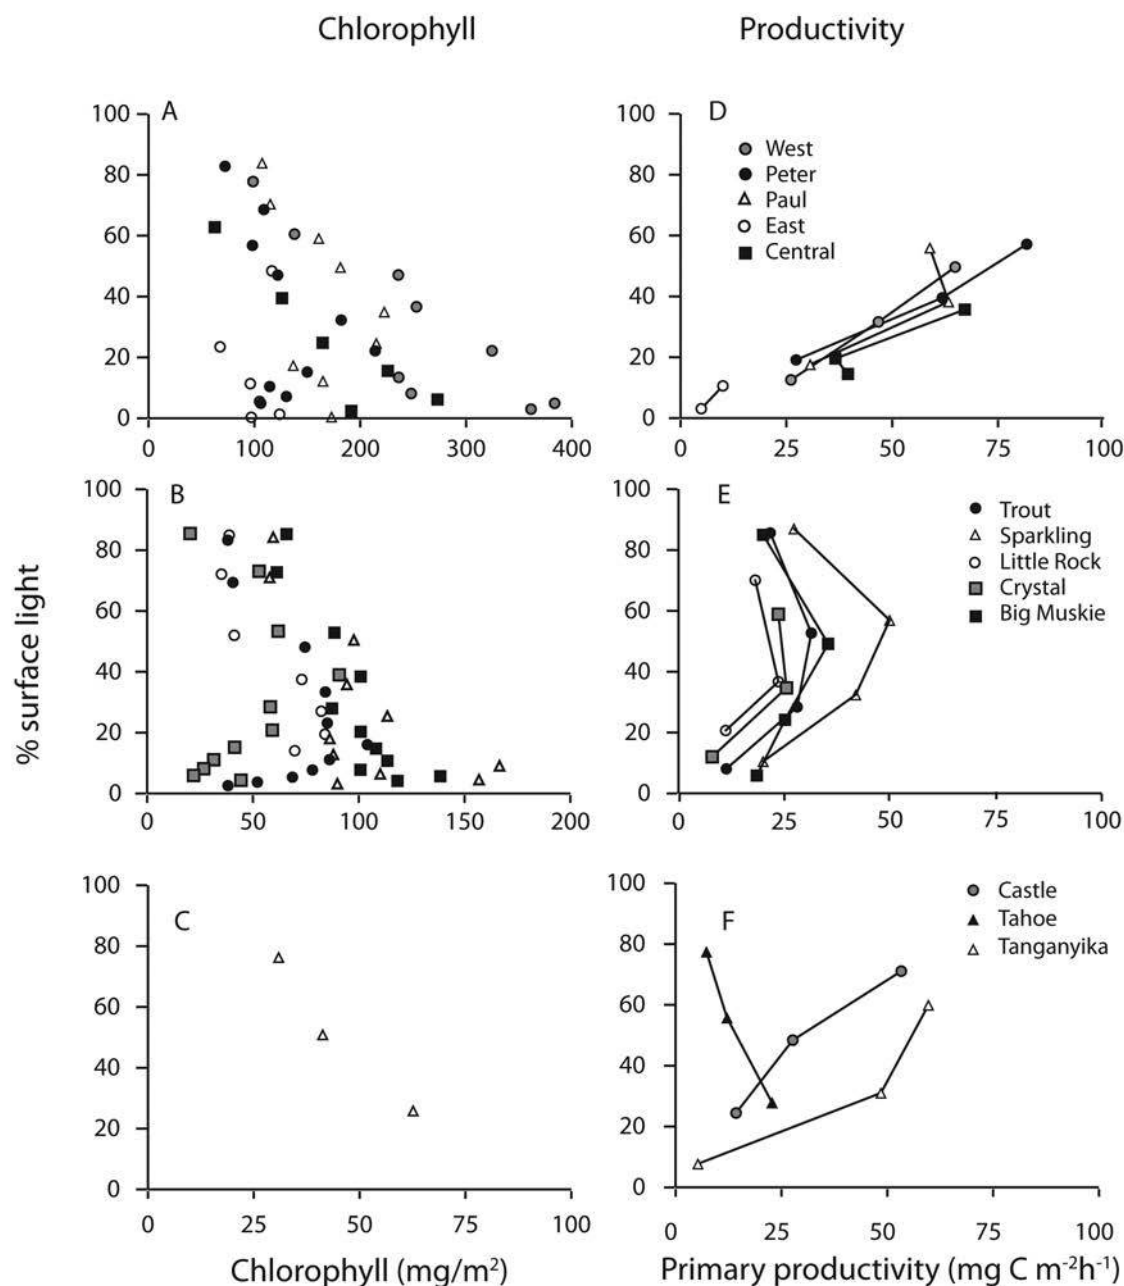 Chlorophyll
Productivity
% surface light
A
100
80
60
40
20
0
0 100 200 300 400
D
West
Peter
Paul
East
Central
100
80
60
40
20
0
0 25 50 75 100
B
100
80
60
40
20
0
0 50 100 150 200
E
Trout
Sparkling
Little Rock
Crystal
Big Muskie
100
80
60
40
20
0
0 25 50 75 100
C
100
80
60
40
20
0
0 25 50 75 100
Chlorophyll (mg/m²)
F
Castle
Tahoe
Tanganyika
100
80
60
40
20
0
0 25 50 75 100
Primary productivity (mg C m⁻²h⁻¹)